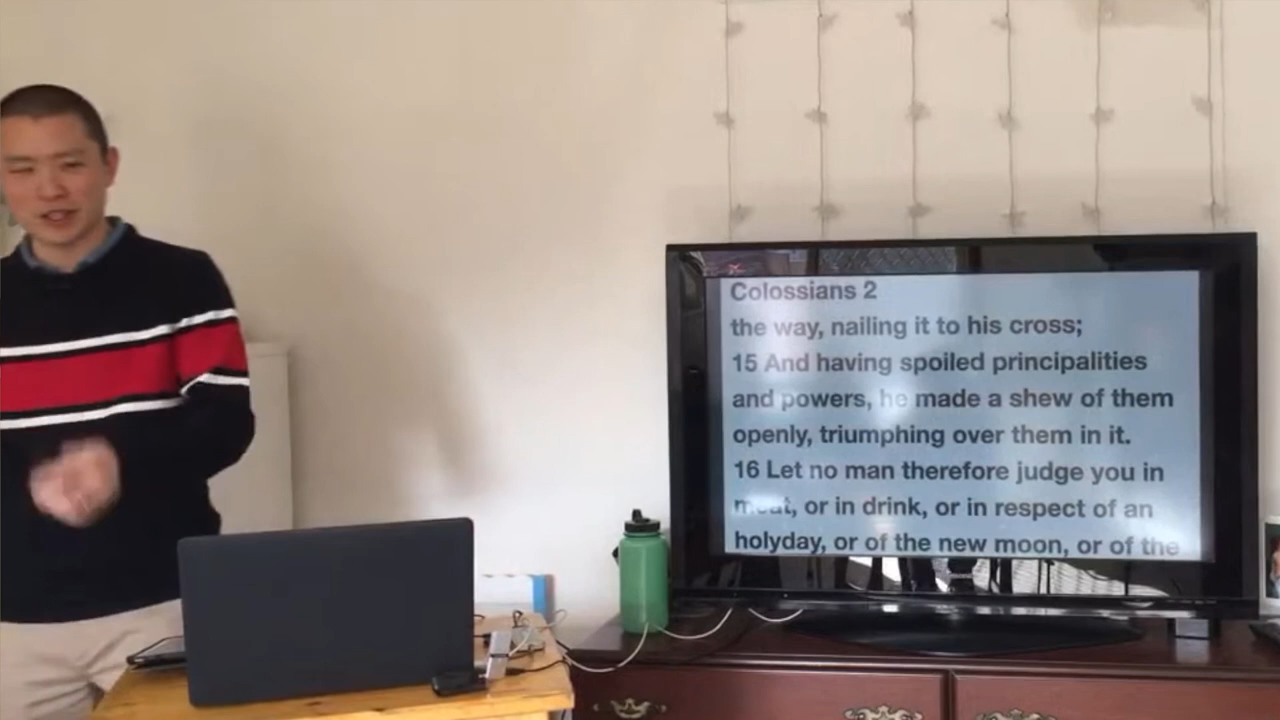 Colossians 2
the way, nailing it to his cross;
15 And having spoiled principalities
and powers, he made a shew of them
openly, triumphing over them in it.
16 Let no man therefore judge you in
meat, or in drink, or in respect of an
holyday, or of the new moon, or of the